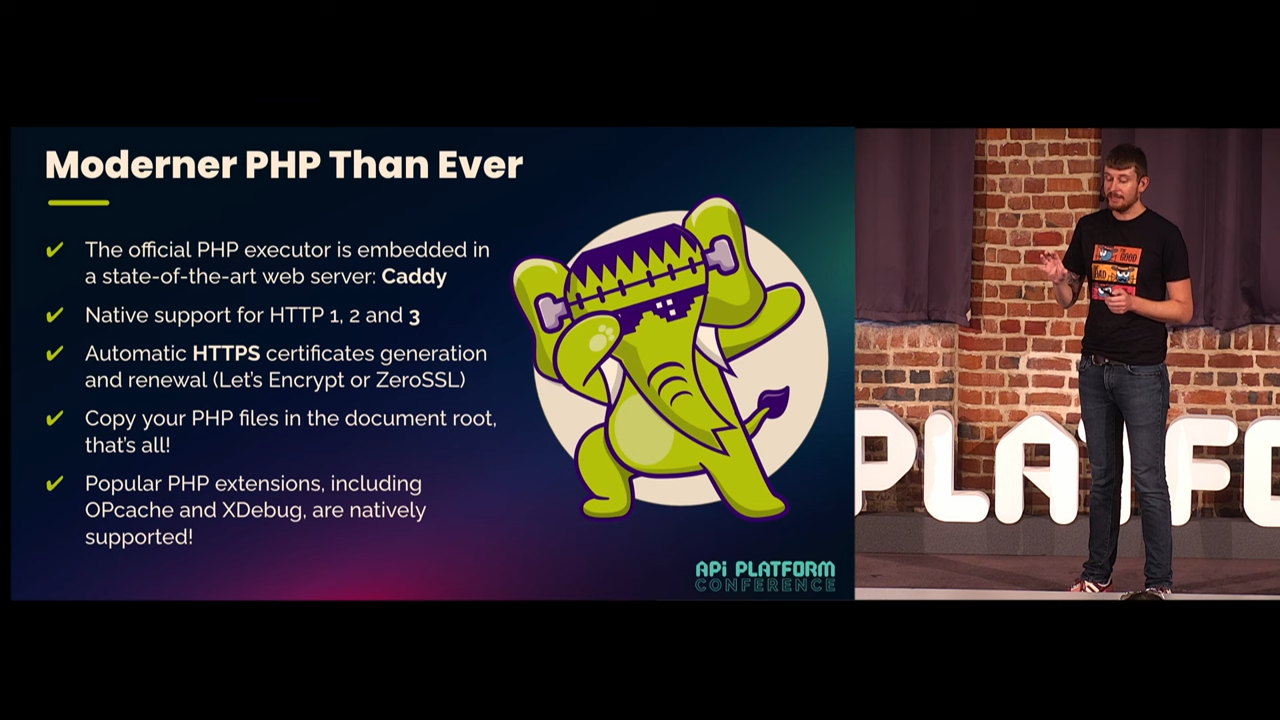 Moderner PHP Than Ever
✔ The official PHP executor is embedded in
a state-of-the-art web server: Caddy
✔ Native support for HTTP 1, 2 and 3
✔ Automatic HTTPS certificates generation
and renewal (Let's Encrypt or ZeroSSL)
✔ Copy your PHP files in the document root,
that's all!
✔ Popular PHP extensions, including
OPcache and XDebug, are natively
supported!
APi PLATFORM
CONFERENCE
GOOD
BAD
PLATFO